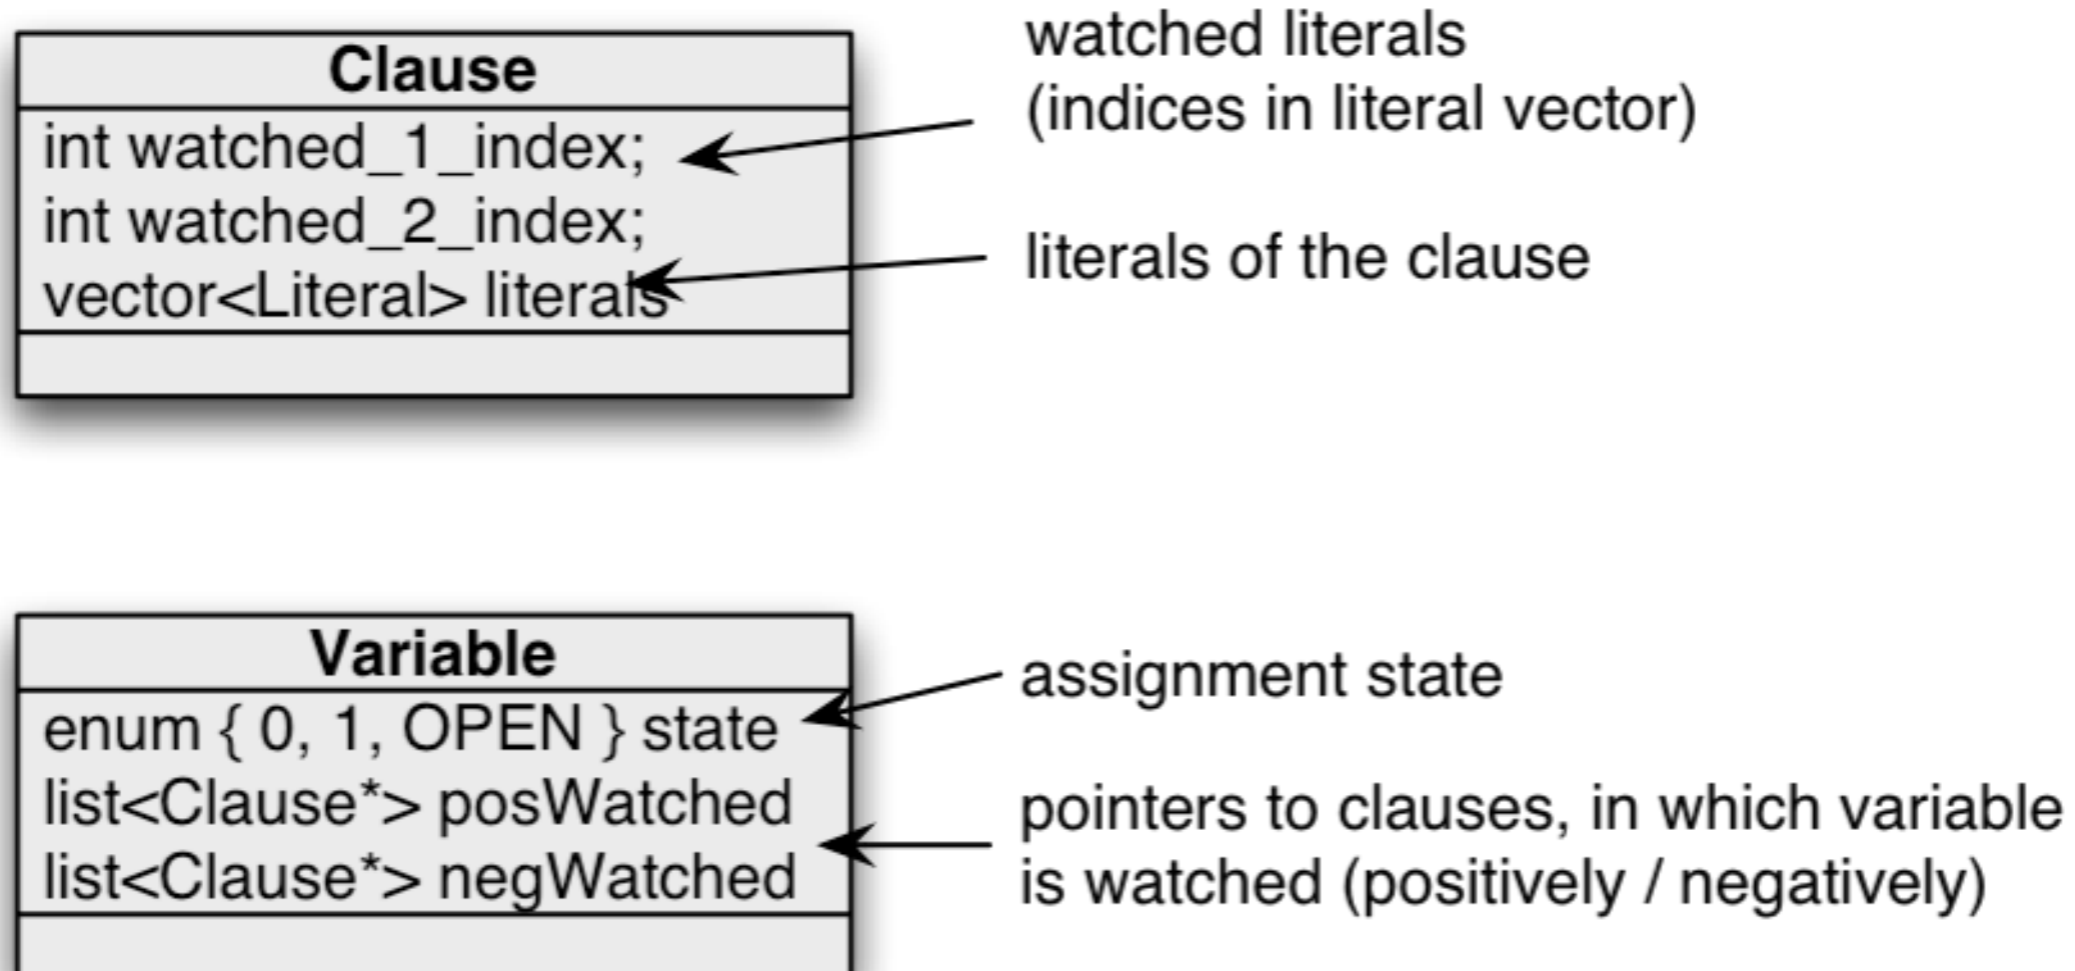 Clause
int watched_1_index;
int watched_2_index;
vector<Literal> literals
watched literals
(indices in literal vector)
literals of the clause
Variable
enum { 0, 1, OPEN } state
list<Clause*> posWatched
list<Clause*> negWatched
assignment state
pointers to clauses, in which variable
is watched (positively / negatively)